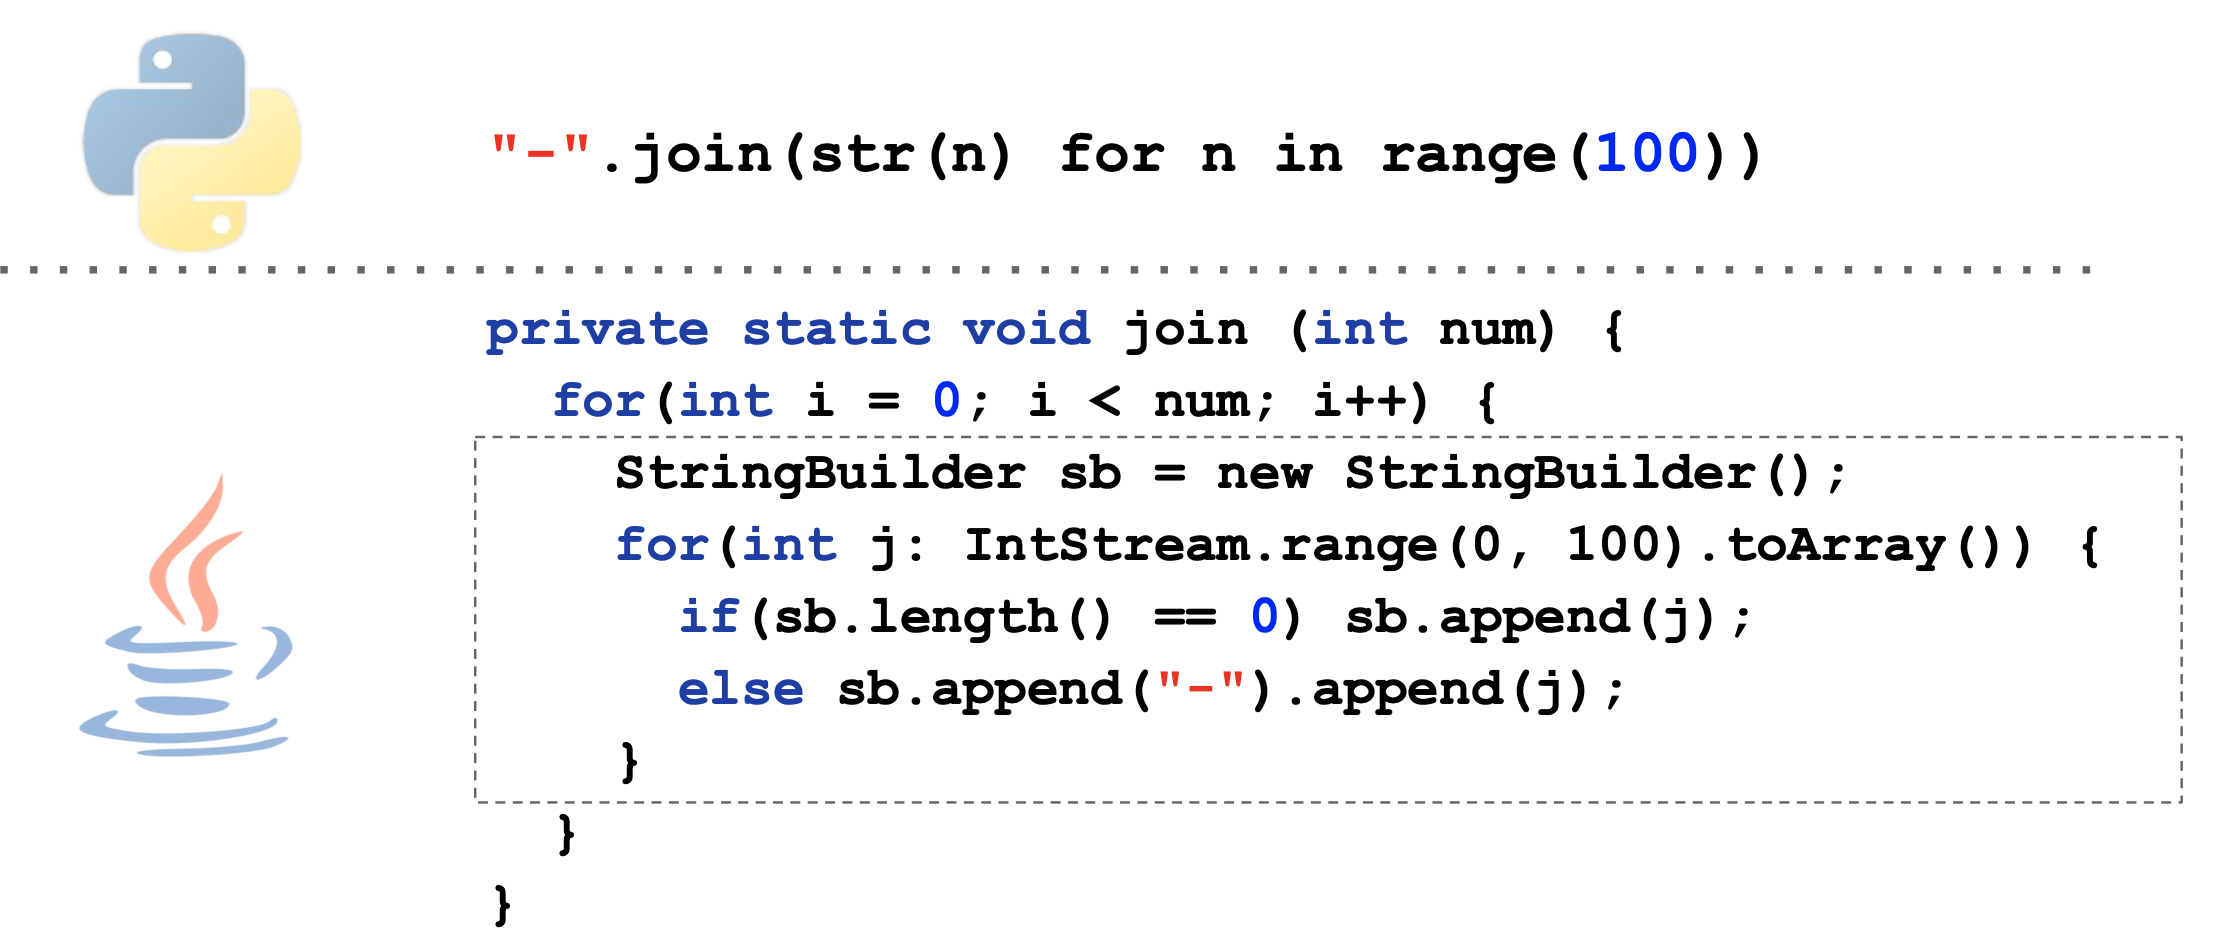 "-".join(str(n) for n in range(100))
private static void join (int num) {
for(int i = 0; i < num; i++) {
StringBuilder sb = new StringBuilder();
for(int j: IntStream.range(0, 100).toArray()) {
if(sb.length() == 0) sb.append(j);
else sb.append("-").append(j);
}
}
}